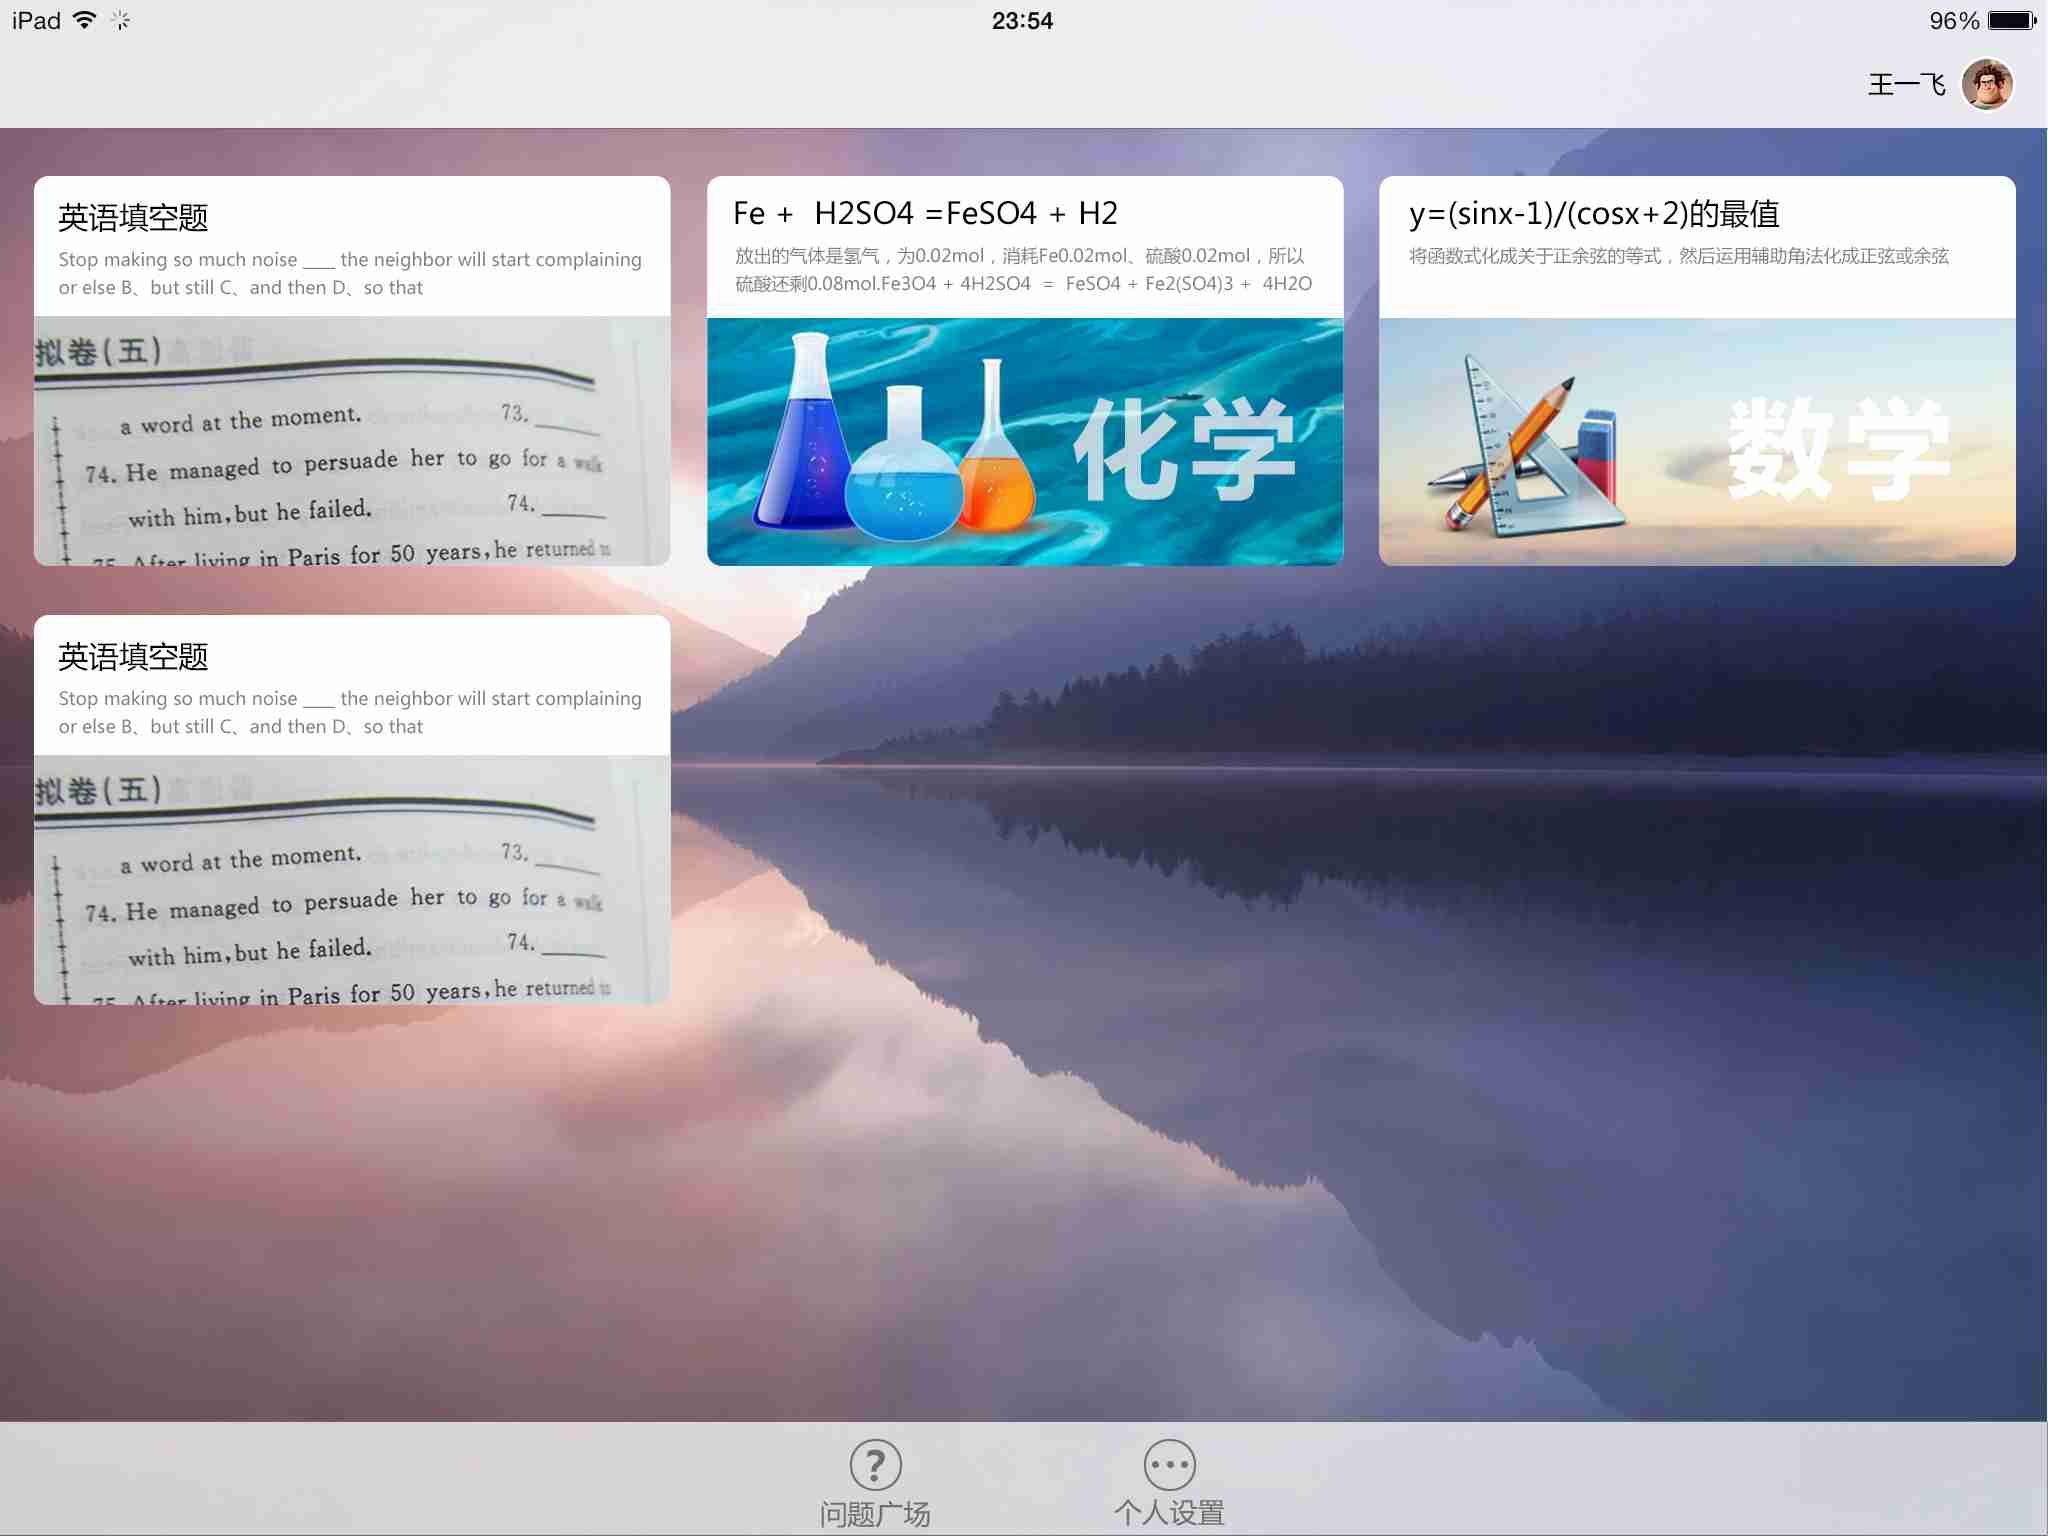 iPad
23:54
96%
王一飞
英语填空题
Stop making so much noise ___ the neighbor will start complaining
or else B、but still C、and then D、so that
拟卷(五)
a word at the moment. 73.
74. He managed to persuade her to go for a walk
with him, but he failed. 74.
75. After living in Paris for 50 years, he returned to
Fe + H2SO4 =FeSO4 + H2
放出的气体是氢气，为0.02mol，消耗Fe0.02mol、硫酸0.02mol，所以
硫酸还剩0.08mol.Fe3O4 + 4H2SO4 = FeSO4 + Fe2(SO4)3 + 4H2O
化学
y=(sinx-1)/(cosx+2)的最值
将函数式化成关于正余弦的等式，然后运用辅助角法化成正弦或余弦
数学
英语填空题
Stop making so much noise ___ the neighbor will start complaining
or else B、but still C、and then D、so that
拟卷(五)
a word at the moment. 73.
74. He managed to persuade her to go for a walk
with him, but he failed. 74.
75. After living in Paris for 50 years, he returned to
问题广场
个人设置